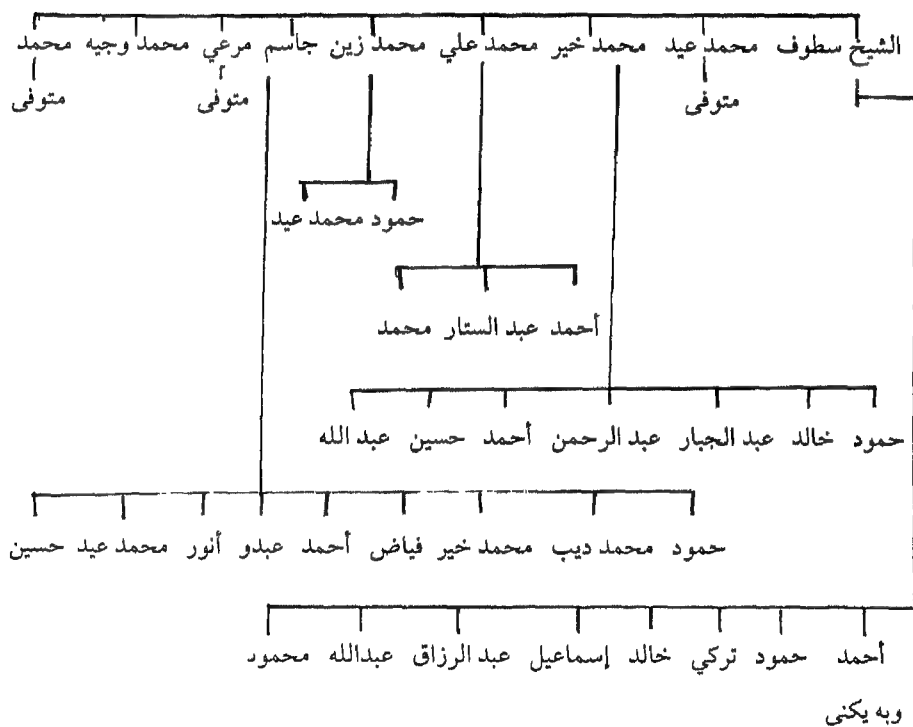 الشيخ سطوف محمد عيد محمد خير محمد علي محمد زين جاسم مرعي محمد وجيه محمد
متوفى متوفى متوفى
حمود محمد عيد
أحمد عبد الستار محمد
حمود خالد عبد الجبار عبد الرحمن أحمد حسين عبد الله
حمود محمد ديب محمد خير فياض أحمد عبدو أنور محمد عيد حسين
أحمد حمود تركي خالد إسماعيل عبد الرزاق عبدالله محمود
وبه يكنى